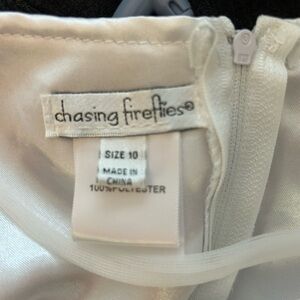 chasing fireflies®
SIZE 10
MADE IN
CHINA
100% POLYESTER